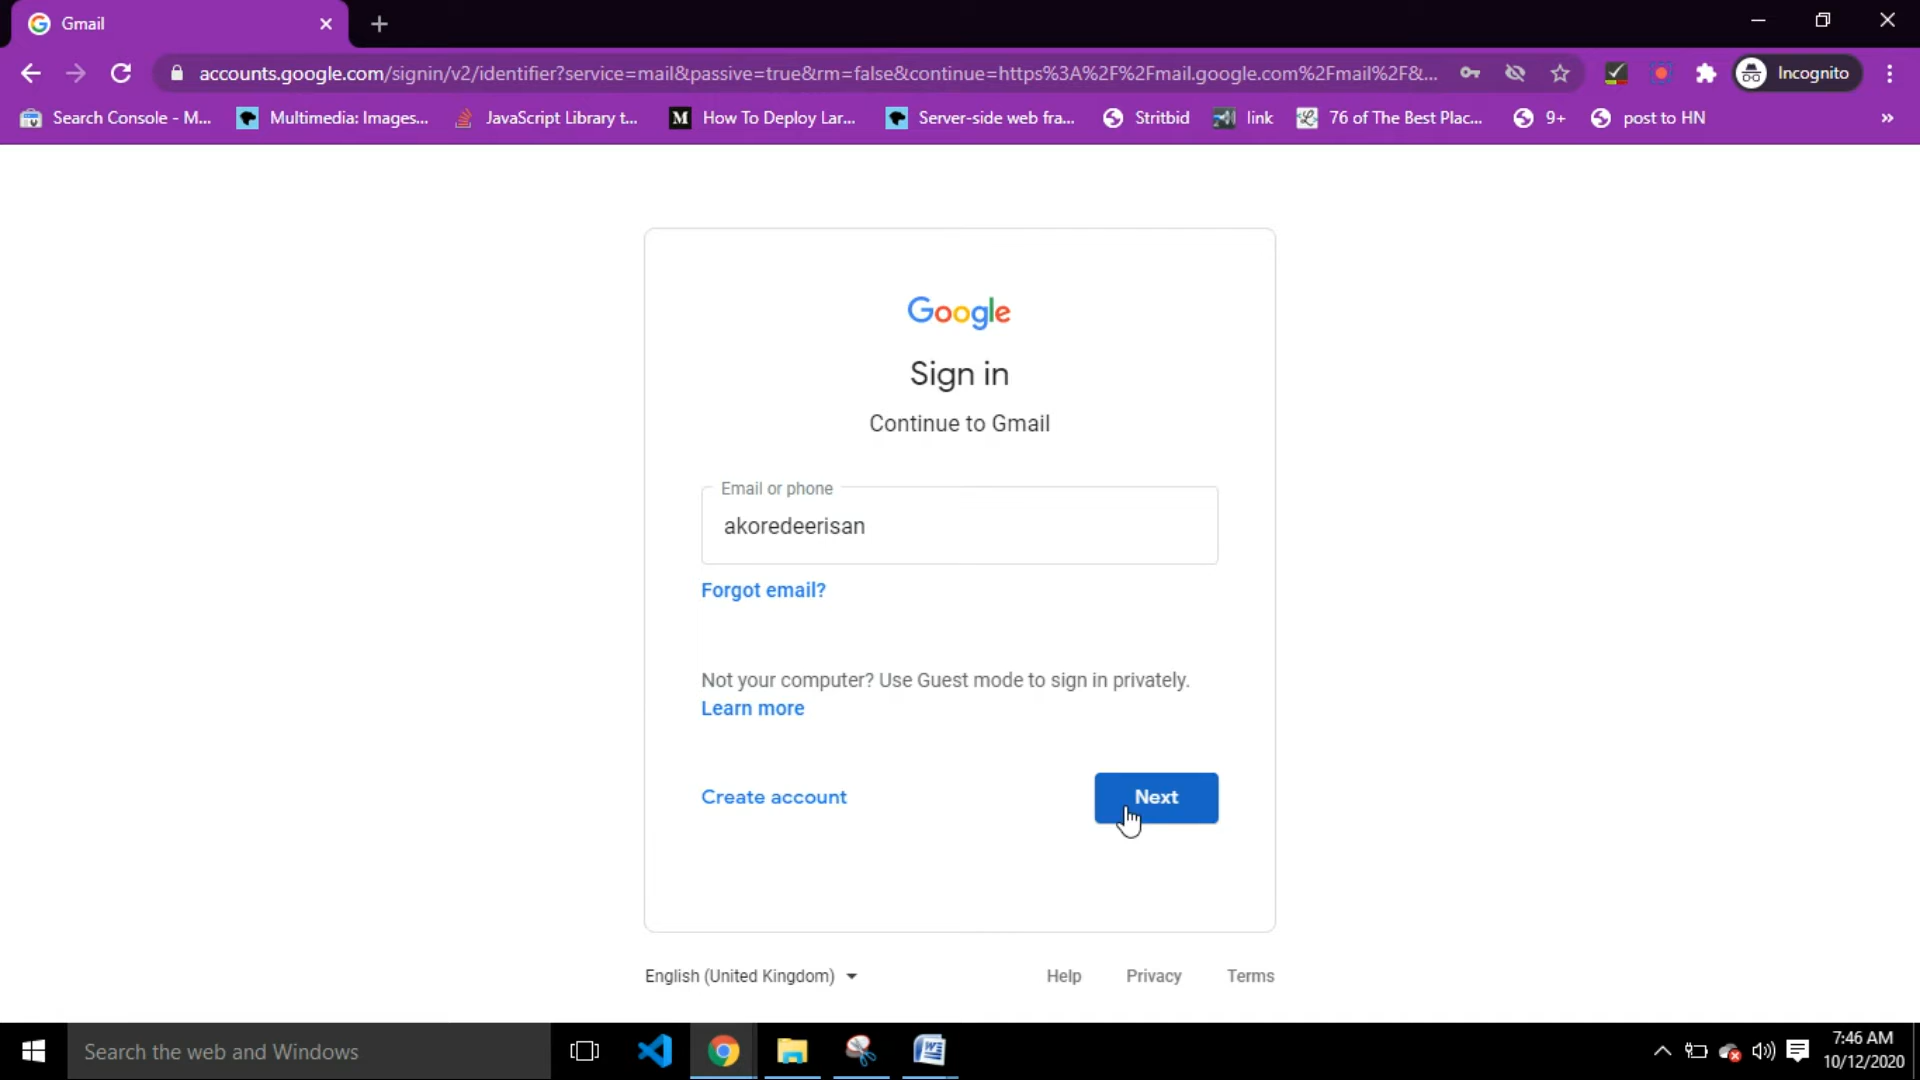 Gmail
accounts.google.com/signin/v2/identifier?service=mail&passive=true&rm=false&continue=https%3A%2F%2Fmail.google.com%2Fmail%2F&...
Incognito
Search Console - M...
Multimedia: Images...
JavaScript Library t...
M How To Deploy Lar...
Server-side web fra...
Stritbid
link
76 of The Best Plac...
9+
post to HN
»
Google
Sign in
Continue to Gmail
Email or phone
akoredeerisan
Forgot email?
Not your computer? Use Guest mode to sign in privately.
Learn more
Create account
Next
English (United Kingdom)
Help
Privacy
Terms
Search the web and Windows
7:46 AM
10/12/2020